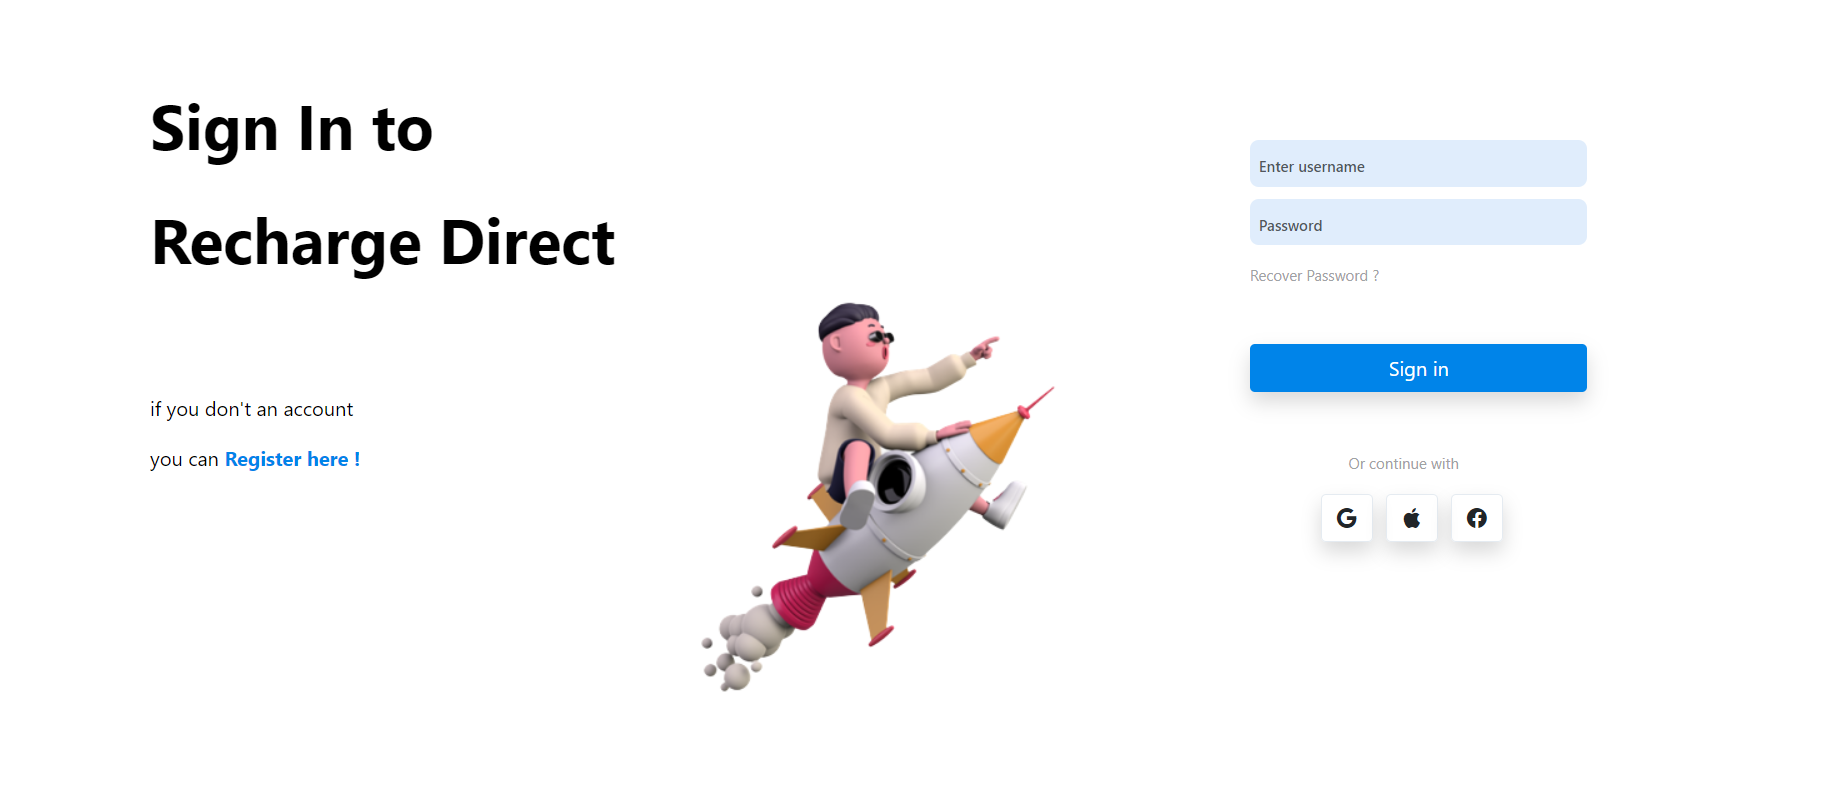 Sign In to
Recharge Direct
if you don't an account
you can Register here !
Enter username
Password
Recover Password ?
Sign in
Or continue with